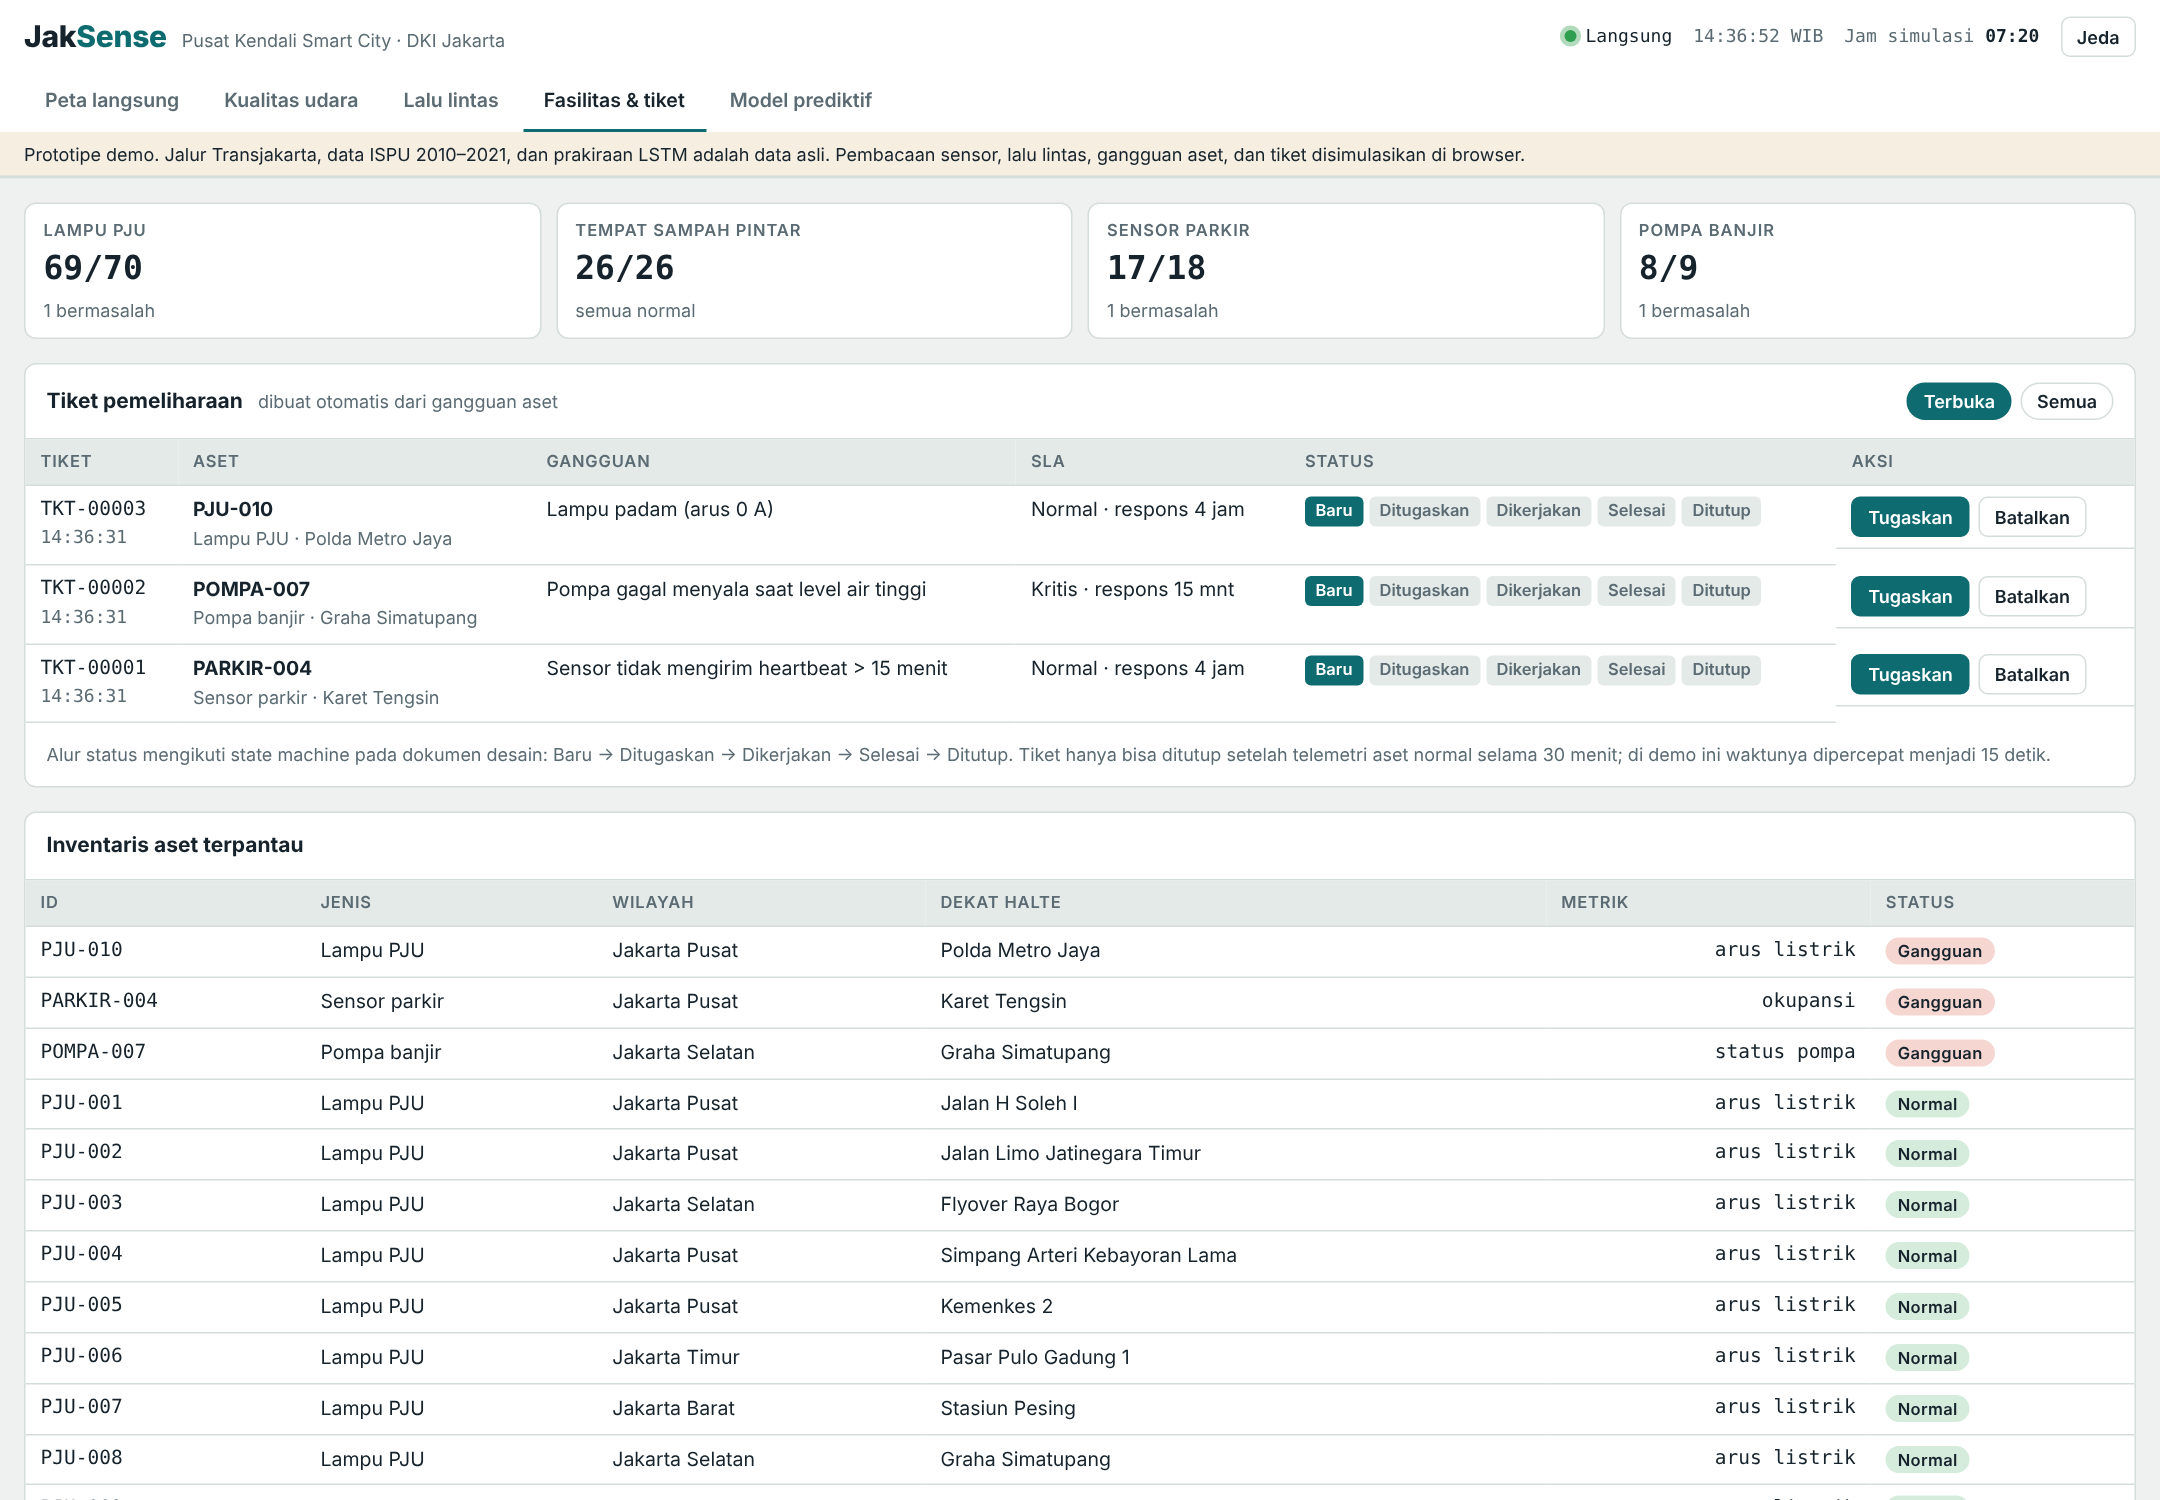 JakSense Pusat Kendali Smart City · DKI Jakarta
Langsung 14:36:52 WIB Jam simulasi 07:20 Jeda
Peta langsung Kualitas udara Lalu lintas Fasilitas & tiket Model prediktif
Prototipe demo. Jalur Transjakarta, data ISPU 2010–2021, dan prakiraan LSTM adalah data asli. Pembacaan sensor, lalu lintas, gangguan aset, dan tiket disimulasikan di browser.
LAMPU PJU
69/70
1 bermasalah
TEMPAT SAMPAH PINTAR
26/26
semua normal
SENSOR PARKIR
17/18
1 bermasalah
POMPA BANJIR
8/9
1 bermasalah
Tiket pemeliharaan dibuat otomatis dari gangguan aset Terbuka Semua
TIKET ASET GANGGUAN SLA STATUS AKSI
TKT-00003 PJU-010 Lampu padam (arus 0 A) Normal · respons 4 jam Baru Ditugaskan Dikerjakan Selesai Ditutup Tugaskan Batalkan
14:36:31 Lampu PJU · Polda Metro Jaya
TKT-00002 POMPA-007 Pompa gagal menyala saat level air tinggi Kritis · respons 15 mnt Baru Ditugaskan Dikerjakan Selesai Ditutup Tugaskan Batalkan
14:36:31 Pompa banjir · Graha Simatupang
TKT-00001 PARKIR-004 Sensor tidak mengirim heartbeat > 15 menit Normal · respons 4 jam Baru Ditugaskan Dikerjakan Selesai Ditutup Tugaskan Batalkan
14:36:31 Sensor parkir · Karet Tengsin
Alur status mengikuti state machine pada dokumen desain: Baru → Ditugaskan → Dikerjakan → Selesai → Ditutup. Tiket hanya bisa ditutup setelah telemetri aset normal selama 30 menit; di demo ini waktunya dipercepat menjadi 15 detik.
Inventaris aset terpantau
ID JENIS WILAYAH DEKAT HALTE METRIK STATUS
PJU-010 Lampu PJU Jakarta Pusat Polda Metro Jaya arus listrik Gangguan
PARKIR-004 Sensor parkir Jakarta Pusat Karet Tengsin okupansi Gangguan
POMPA-007 Pompa banjir Jakarta Selatan Graha Simatupang status pompa Gangguan
PJU-001 Lampu PJU Jakarta Pusat Jalan H Soleh I arus listrik Normal
PJU-002 Lampu PJU Jakarta Pusat Jalan Limo Jatinegara Timur arus listrik Normal
PJU-003 Lampu PJU Jakarta Selatan Flyover Raya Bogor arus listrik Normal
PJU-004 Lampu PJU Jakarta Pusat Simpang Arteri Kebayoran Lama arus listrik Normal
PJU-005 Lampu PJU Jakarta Pusat Kemenkes 2 arus listrik Normal
PJU-006 Lampu PJU Jakarta Timur Pasar Pulo Gadung 1 arus listrik Normal
PJU-007 Lampu PJU Jakarta Barat Stasiun Pesing arus listrik Normal
PJU-008 Lampu PJU Jakarta Selatan Graha Simatupang arus listrik Normal